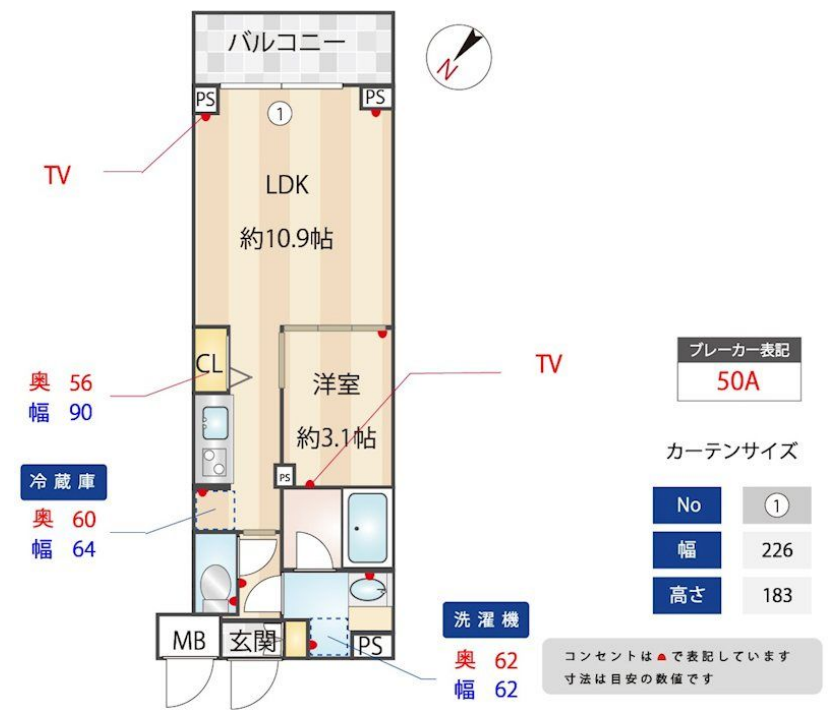 バルコニー
N
PS
PS
①
TV
LDK
約10.9帖
CL
奥 56
幅 90
洋室
約3.1帖
TV
ブレーカー表記
50A
カーテンサイズ
No ①
幅 226
高さ 183
PS
冷蔵庫
奥 60
幅 64
MB
玄関
PS
洗濯機
奥 62
幅 62
コンセントは で表記しています
寸法は目安の数値です